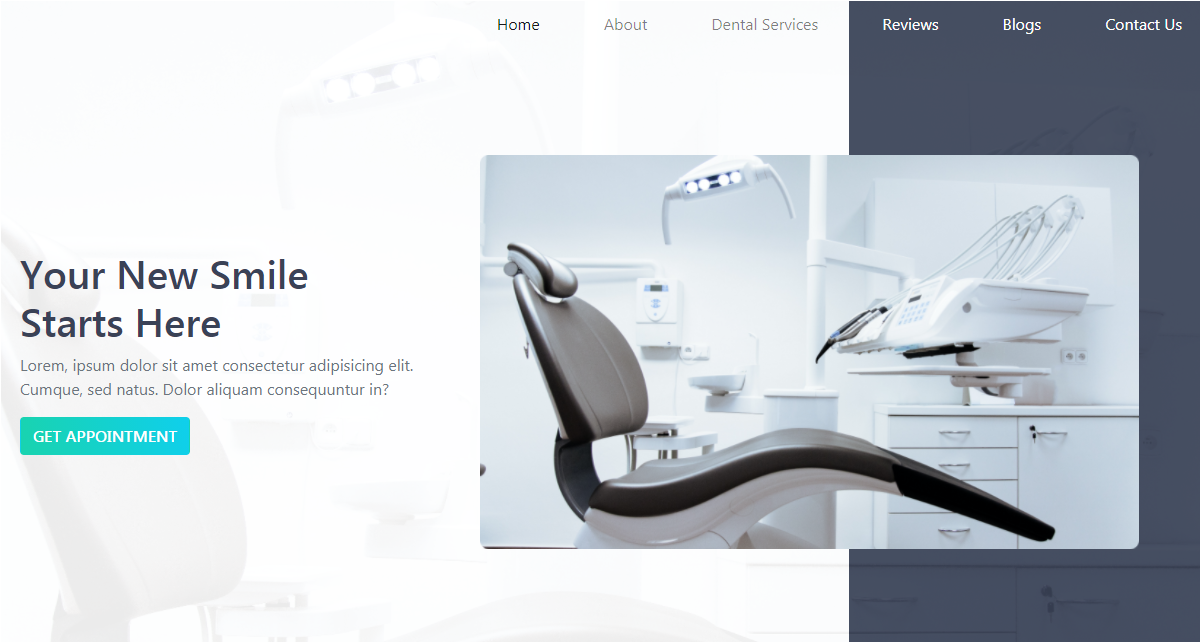 Home About Dental Services Reviews Blogs Contact Us
Your New Smile
Starts Here
Lorem, ipsum dolor sit amet consectetur adipisicing elit.
Cumque, sed natus. Dolor aliquam consequuntur in?
GET APPOINTMENT